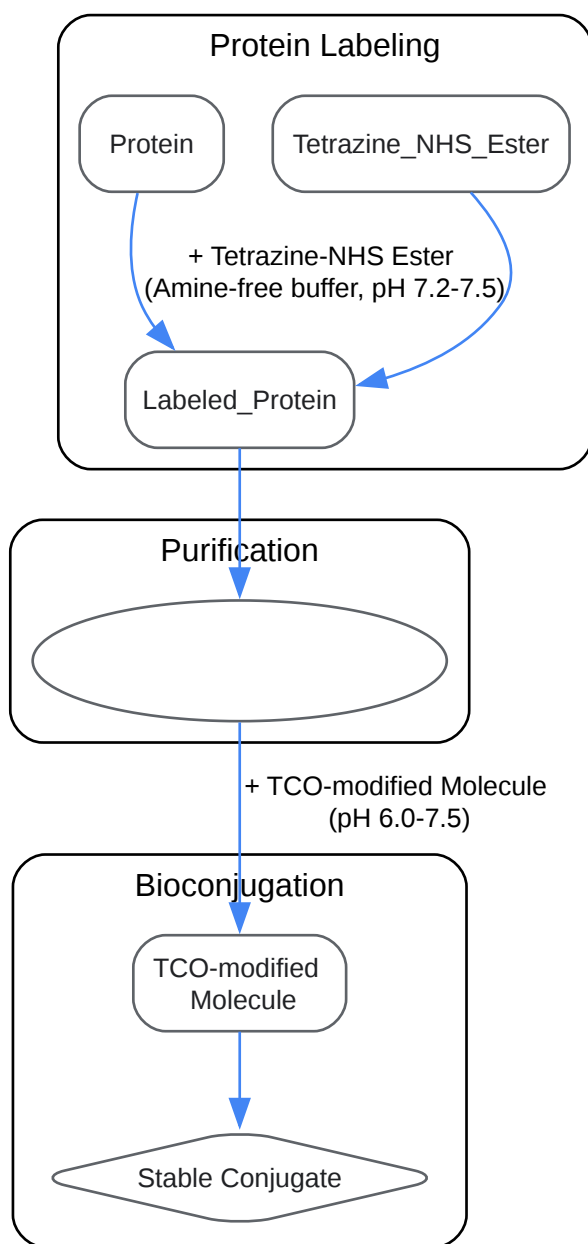 Protein Labeling
Protein
Tetrazine_NHS_Ester
+ Tetrazine-NHS Ester
(Amine-free buffer, pH 7.2-7.5)
Labeled_Protein
Purification
+ TCO-modified Molecule
(pH 6.0-7.5)
Bioconjugation
TCO-modified
Molecule
Stable Conjugate